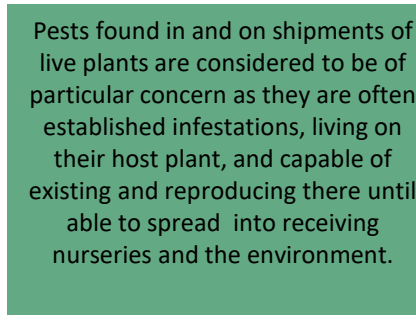 Pests found in and on shipments of
live plants are considered to be of
particular concern as they are often
established infestations, living on
their host plant, and capable of
existing and reproducing there until
able to spread  into receiving
nurseries and the environment.